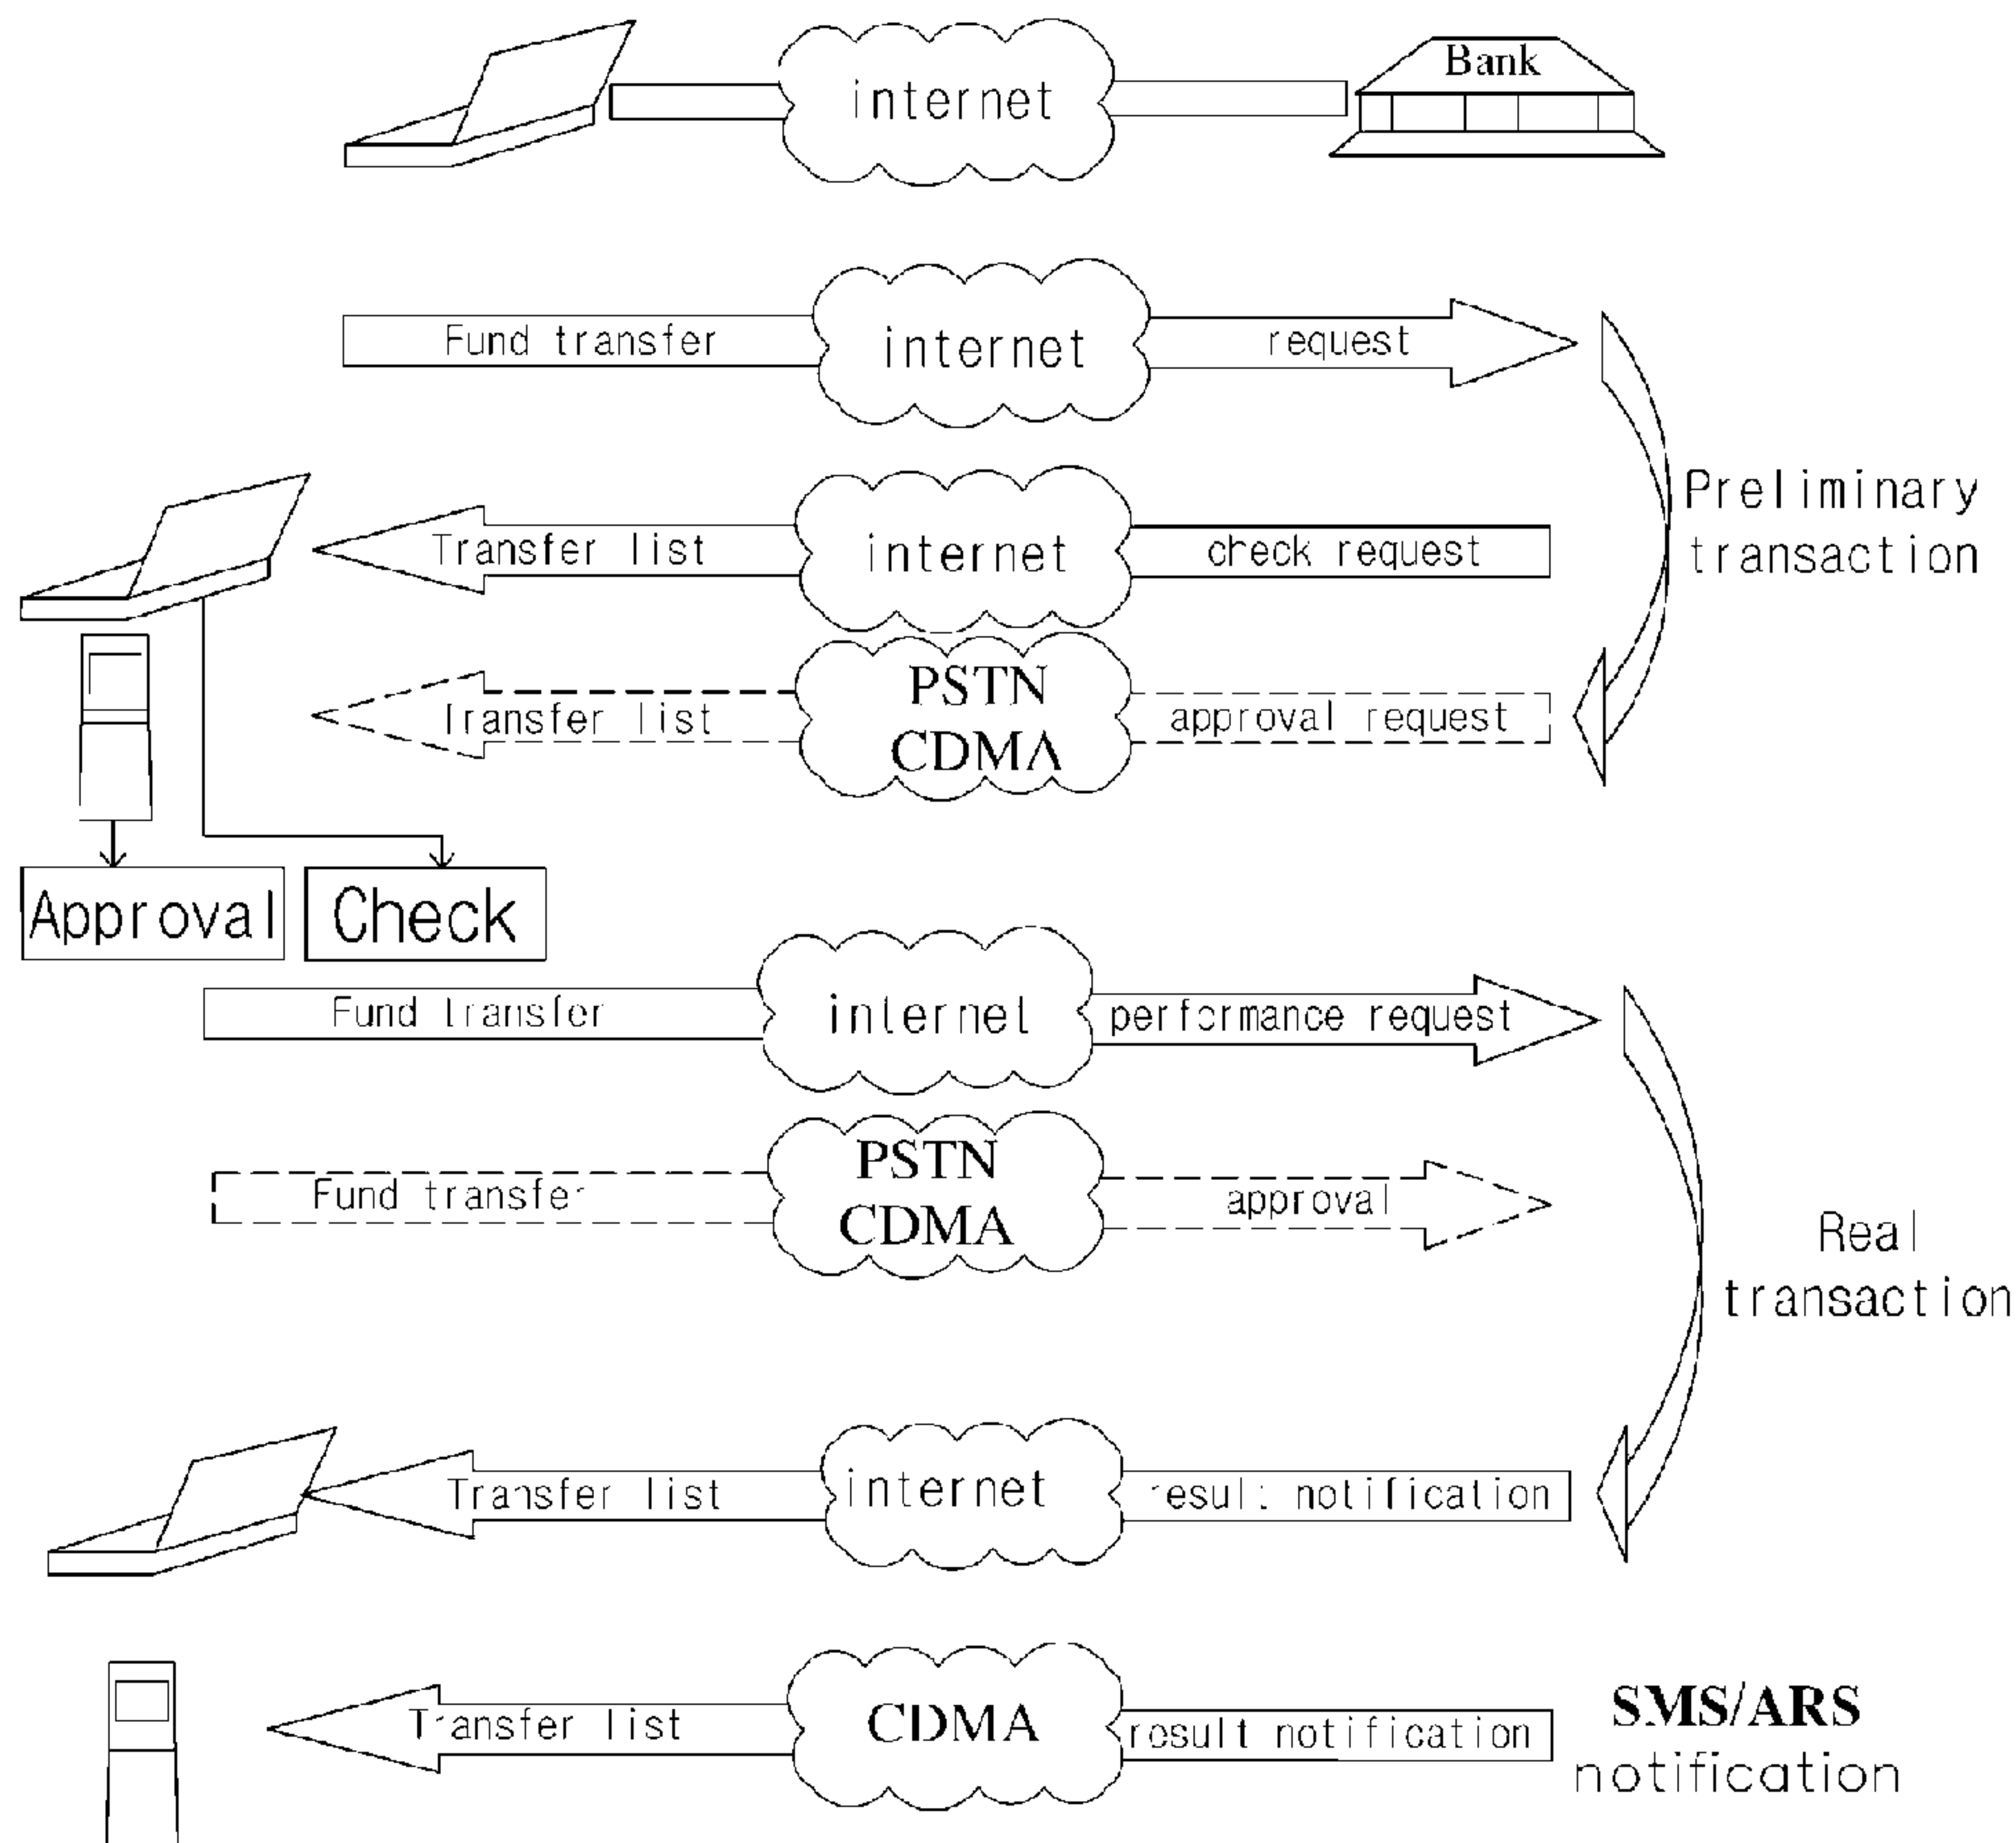 internet
Bank
Fund transfer
internet
request
Transfer list
internet
check request
Preliminary
transaction
Transfer list
PSTN
CDMA
approval request
Approval
Check
Fund transfer
internet
performance request
Fund transfer
PSTN
CDMA
approval
Real
transaction
Transfer list
internet
result notification
Transfer list
CDMA
result notification
SMS/ARS
notification